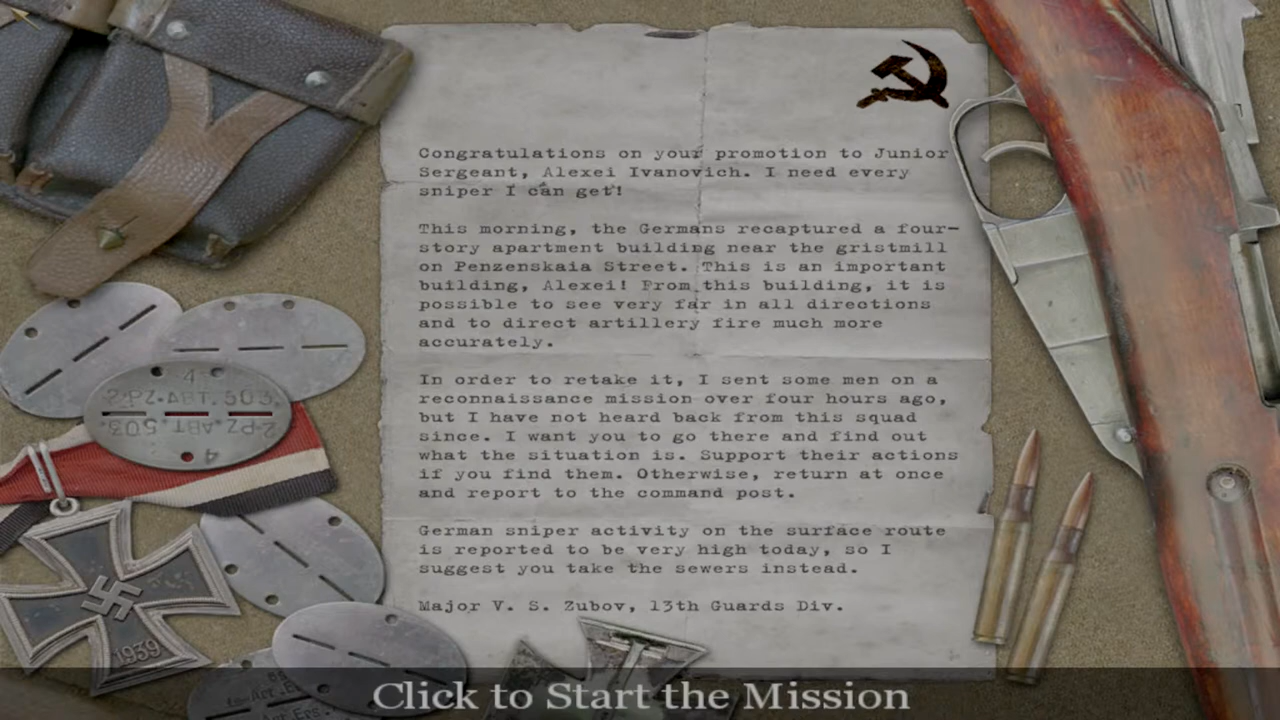 Congratulations on your promotion to Junior
Sergeant, Alexei Ivanovich. I need every
sniper I can get!
This morning, the Germans recaptured a four-
story apartment building near the gristmill
on Penzenskaia Street. This is an important
building, Alexei! From this building, it is
possible to see very far in all directions
and to direct artillery fire much more
accurately.
In order to retake it, I sent some men on a
reconnaissance mission over four hours ago,
but I have not heard back from this squad
since. I want you to go there and find out
what the situation is. Support their actions
if you find them. Otherwise, return at once
and report to the command post.
German sniper activity on the surface route
is reported to be very high today, so I
suggest you take the sewers instead.
Major V. S. Zubov, 13th Guards Div.
4
2-PZ.ABT.503.
2-PZ.ABT.503.
4
1939
Click to Start the Mission